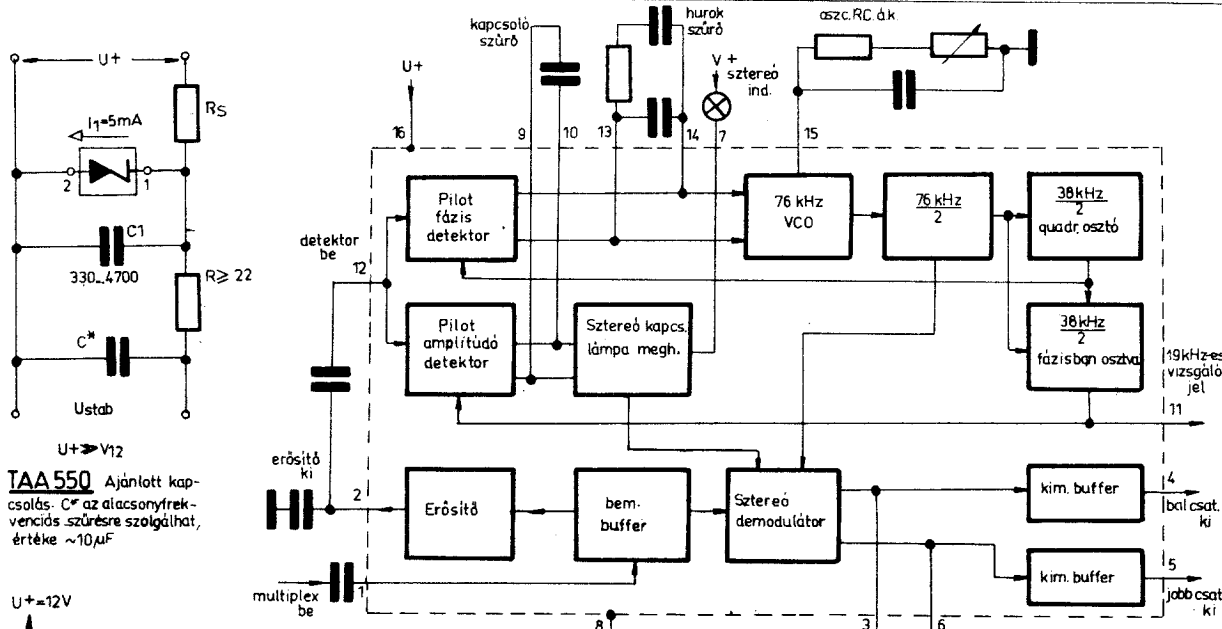 U+
RS
I1=5mA
2
1
C1
330...4700
R≥22
C*
Ustab
U+≫V12
TAA 550 Ajánlott kap-
csolás. C* az alacsonyfrek-
venciás szűrésre szolgálhat,
értéke ~10µF
U+=12V
kapcsoló
szűrő
hurok
szűrő
oszc. RC. á.k.
U+
V+
sztereó
ind.
16
9
10
13
14
7
15
Pilot
fázis
detektor
76 kHz
VCO
76 kHz
2
38kHz
2
quadr. osztó
detektor
be
12
Pilot
amplitúdó
detektor
Sztereó kapcs.
lámpa megh.
38kHz
2
fázisban osztva
19kHz-es
vizsgáló
jel
11
erősítő
ki
2
Erősítő
bem.
buffer
Sztereó
demodulátor
kim. buffer
4
bal csat.
ki
kim. buffer
5
jobb csat.
ki
multiplex
be
1
8
3
6